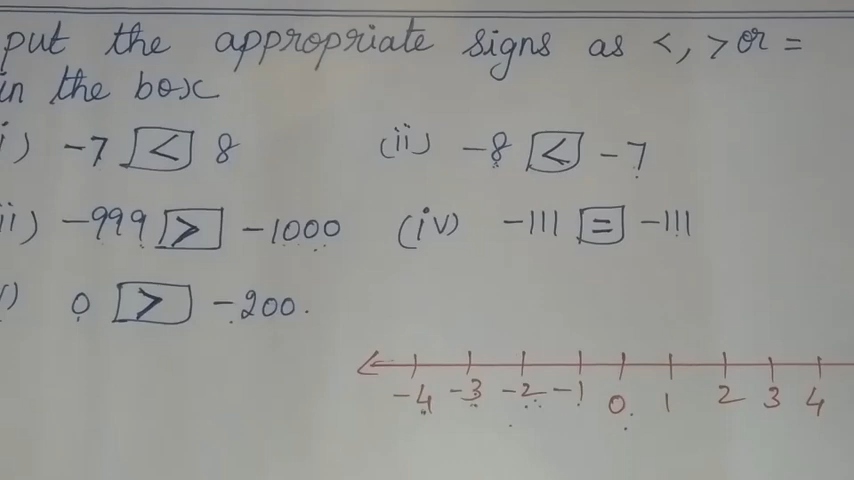 put the appropriate signs as <, > or =
in the box
i) -7 < 8 (ii) -8 < -7
ii) -999 > -1000 (iv) -111 = -111
) 0 > -200.
-4 -3 -2 -1 0 1 2 3 4